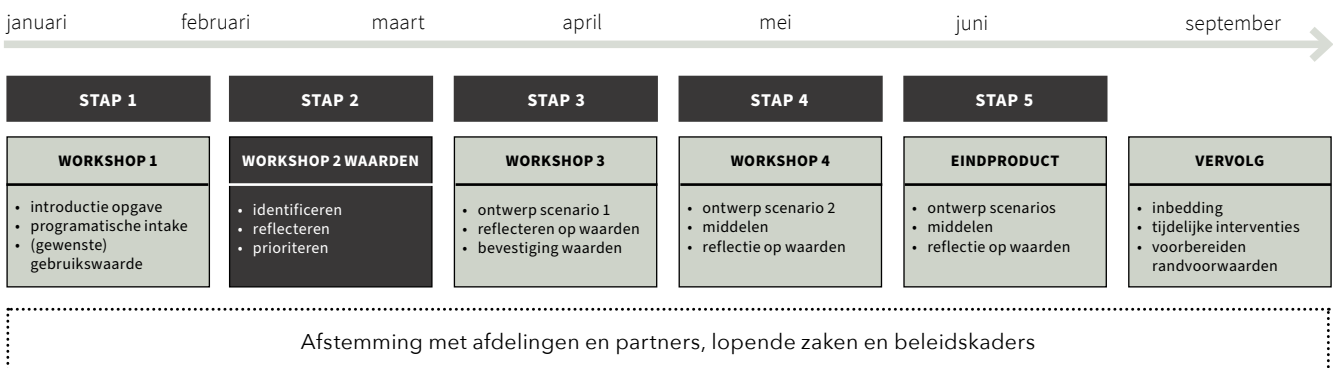 januari februari maart april mei juni september
STAP 1 STAP 2 STAP 3 STAP 4 STAP 5
WORKSHOP 1
• introductie opgave
• programatische intake
• (gewenste)
gebruikswaarde
WORKSHOP 2 WAARDEN
• identificeren
• reflecteren
• prioriteren
WORKSHOP 3
• ontwerp scenario 1
• reflecteren op waarden
• bevestiging waarden
WORKSHOP 4
• ontwerp scenario 2
• middelen
• reflectie op waarden
EINDPRODUCT
• ontwerp scenarios
• middelen
• reflectie op waarden
VERVOLG
• inbedding
• tijdelijke interventies
• voorbereiden
randvoorwaarden
Afstemming met afdelingen en partners, lopende zaken en beleidskaders